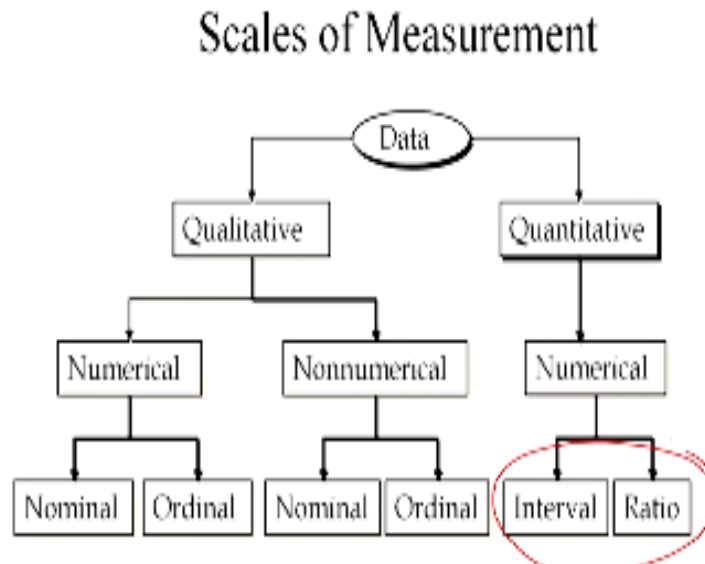 Scales of Measurement
Data
Qualitative
Quantitative
Numerical
Nonnumerical
Numerical
Nominal
Ordinal
Nominal
Ordinal
Interval
Ratio